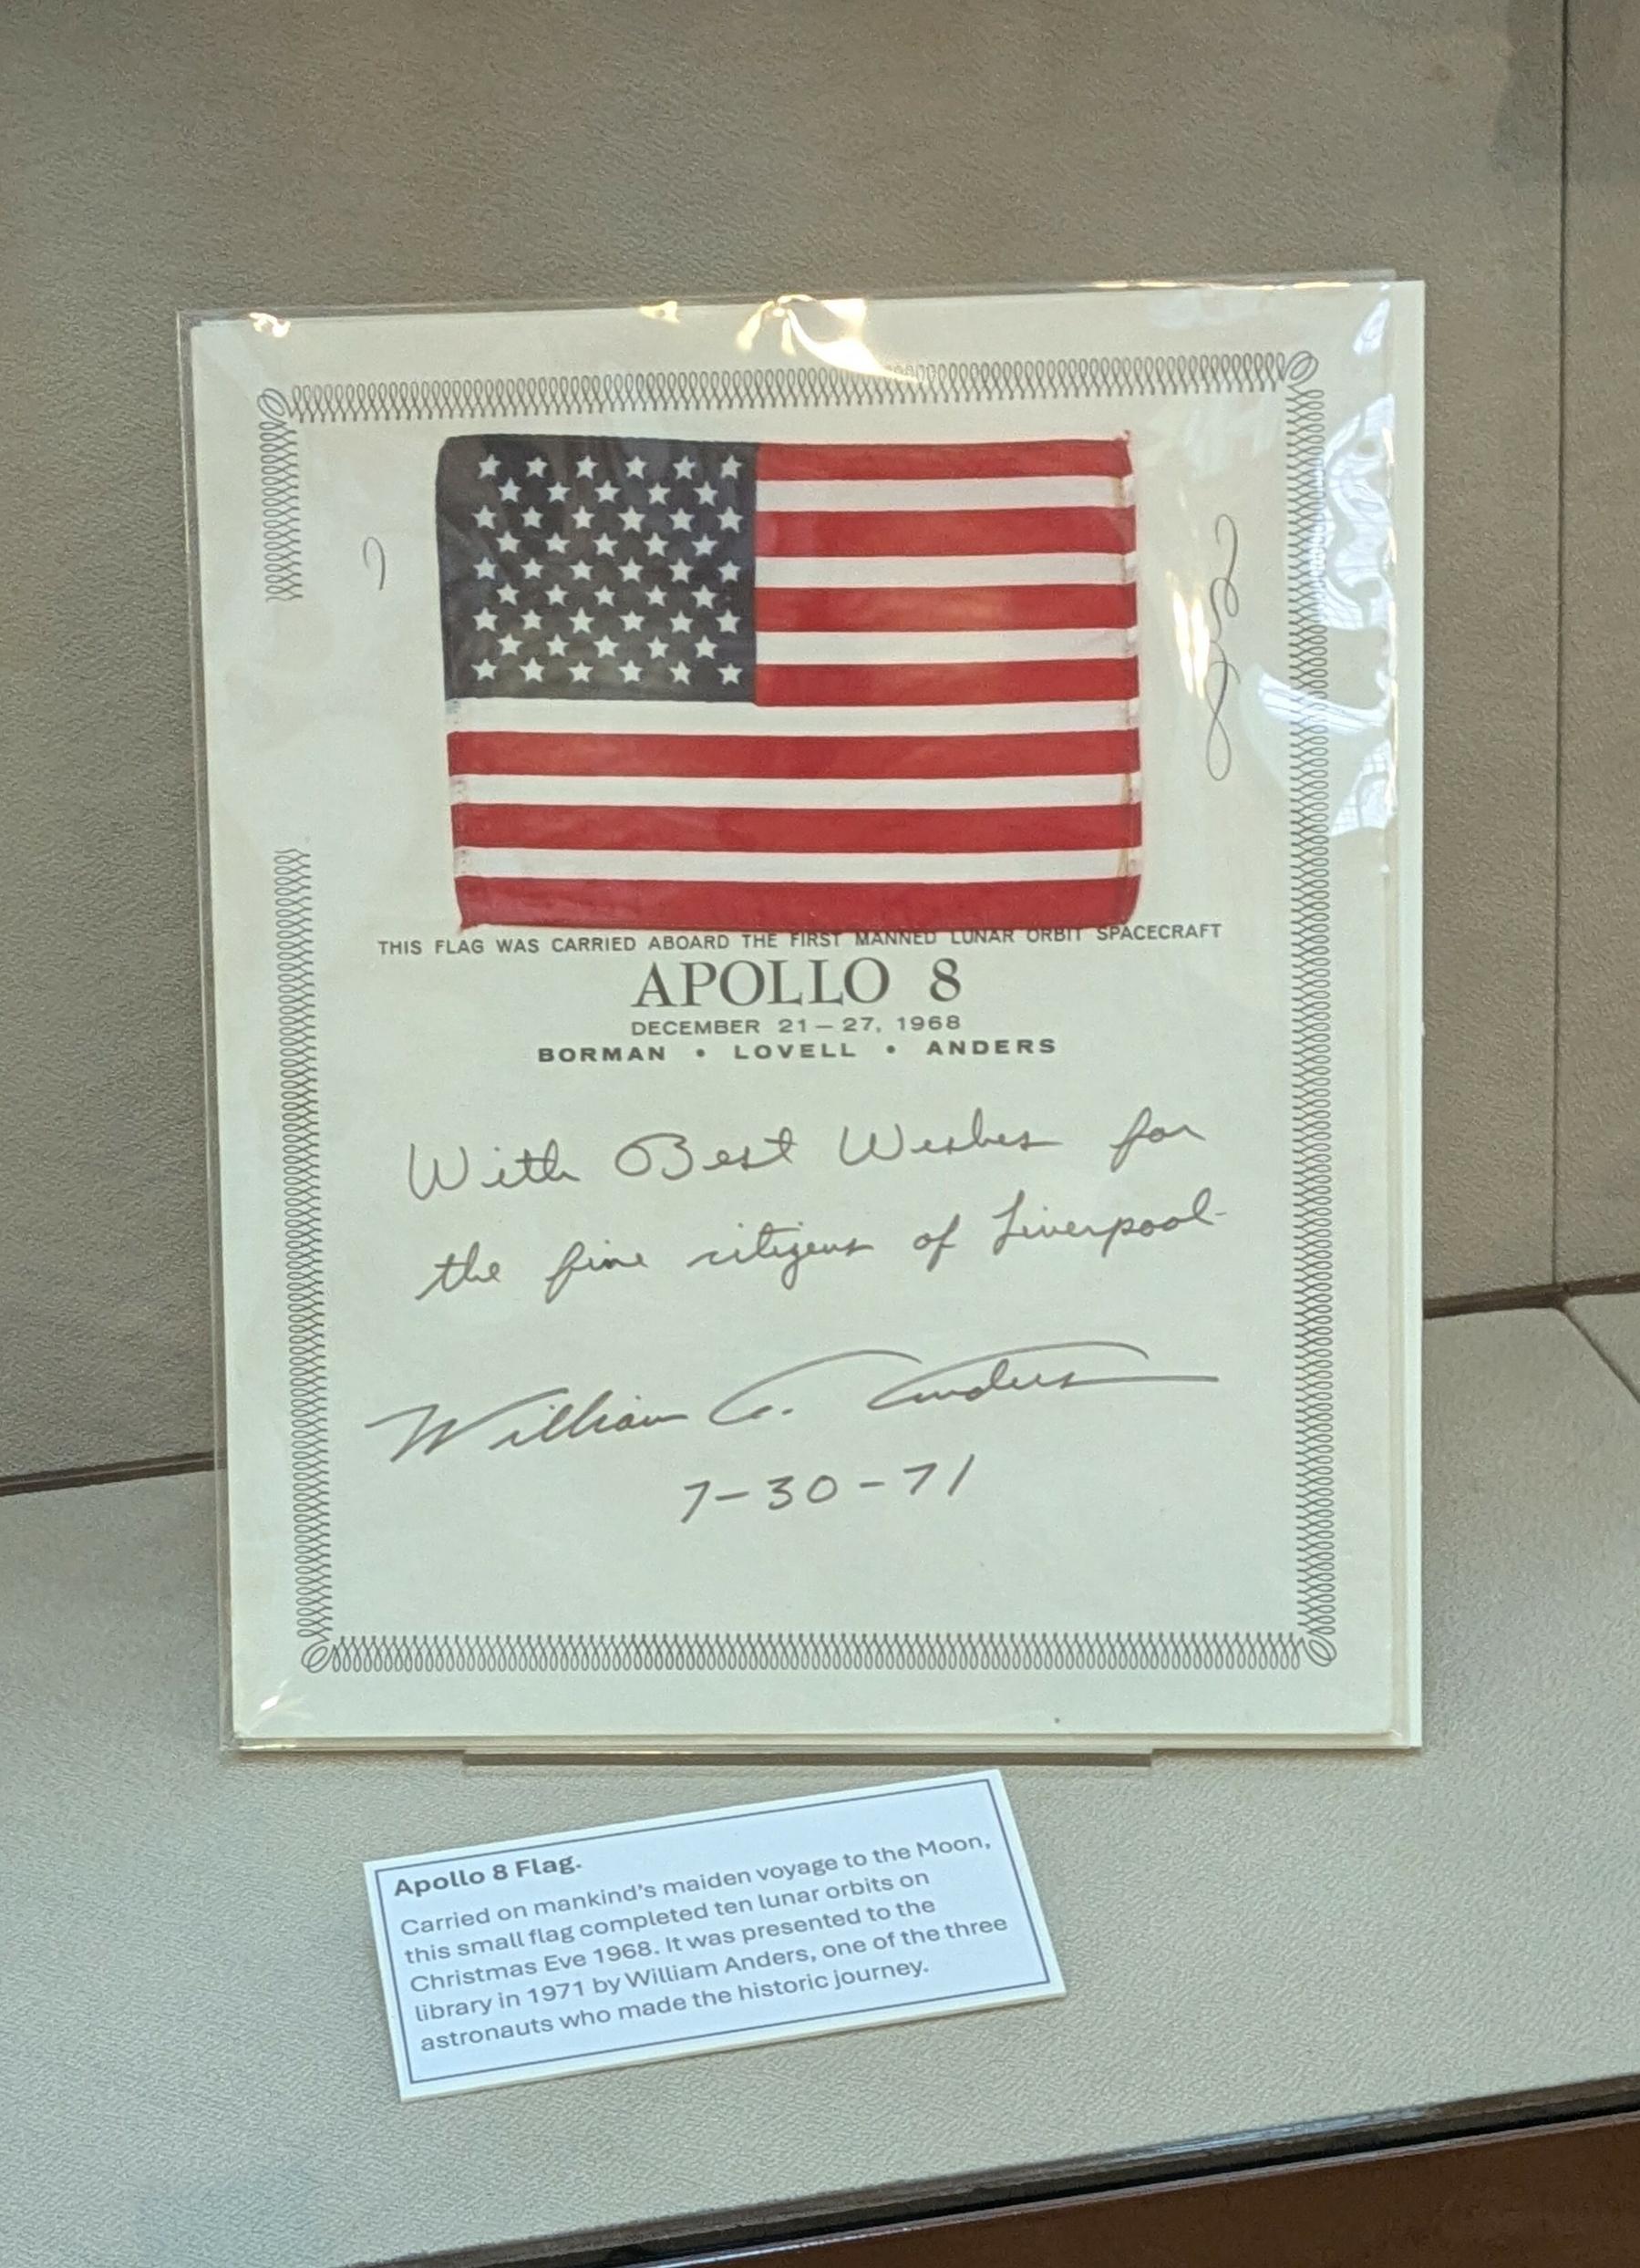 THIS FLAG WAS CARRIED ABOARD THE FIRST MANNED LUNAR ORBIT SPACECRAFT
APOLLO 8
DECEMBER 21 – 27, 1968
BORMAN • LOVELL • ANDERS
With Best Wishes for
the fine citizens of Liverpool-
William A. Anders
7-30-71
Apollo 8 Flag.
Carried on mankind's maiden voyage to the Moon,
this small flag completed ten lunar orbits on
Christmas Eve 1968. It was presented to the
library in 1971 by William Anders, one of the three
astronauts who made the historic journey.